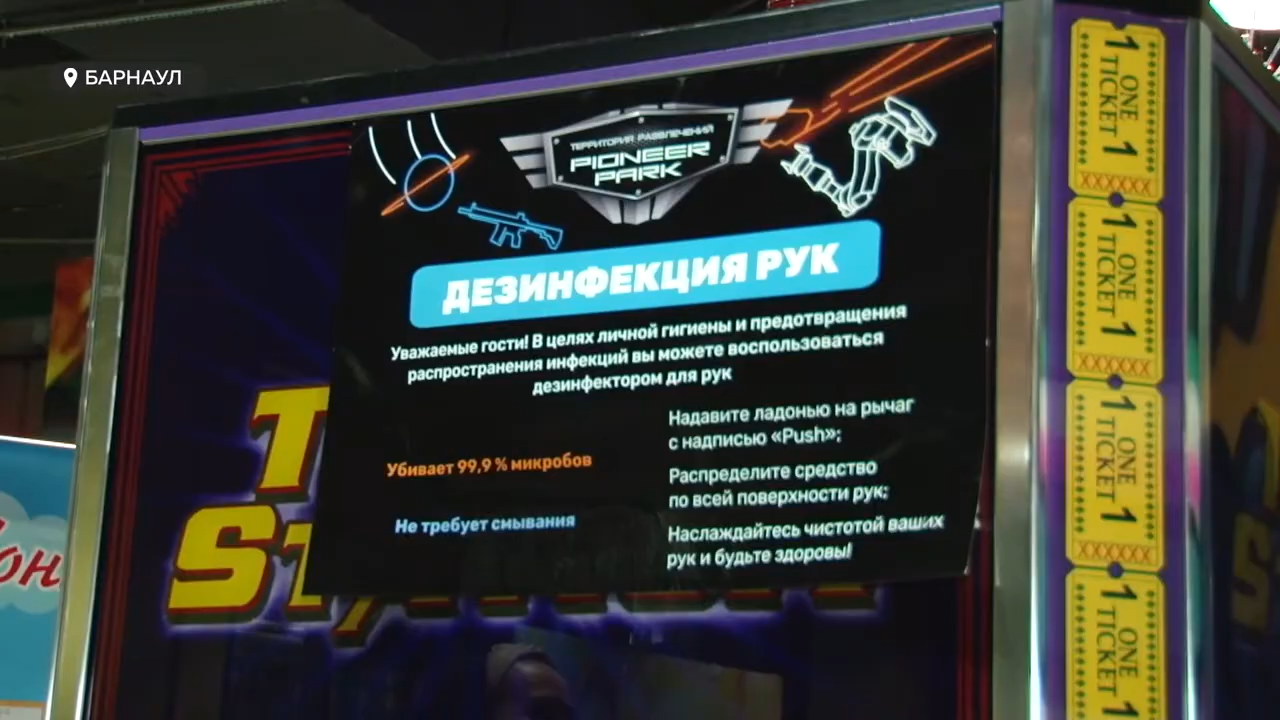 БАРНАУЛ
ТЕРРИТОРИЯ РАЗВЛЕЧЕНИЙ
PIONEER
PARK
ДЕЗИНФЕКЦИЯ РУК
Уважаемые гости! В целях личной гигиены и предотвращения
распространения инфекций вы можете воспользоваться
дезинфектором для рук
Убивает 99,9 % микробов
Не требует смывания
Надавите ладонью на рычаг
с надписью «Push»;
Распределите средство
по всей поверхности рук;
Наслаждайтесь чистотой ваших
рук и будьте здоровы!
1 ONE TICKET 1
XXXXXX
1 ONE TICKET 1
XXXXXX
1 ONE TICKET 1
XXXXXX
1 ONE TICKET 1